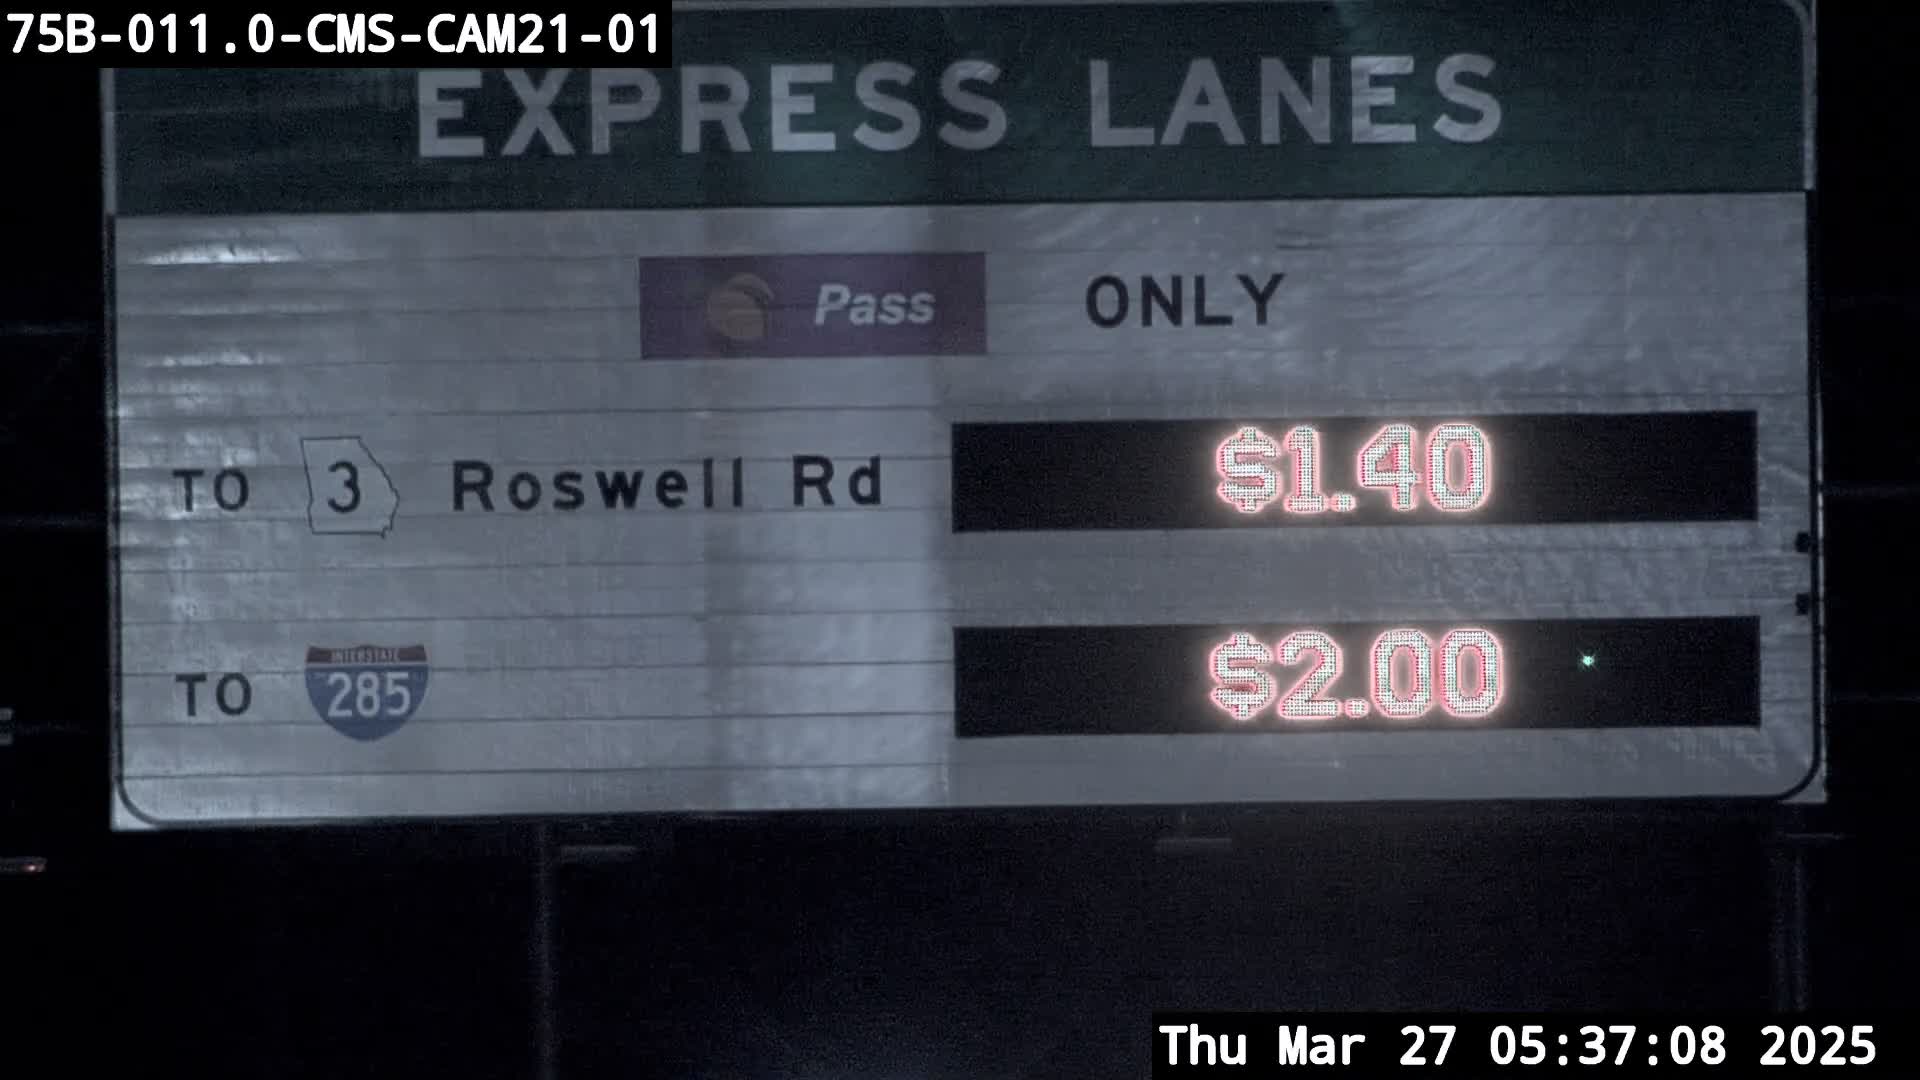 75B-011.0-CMS-CAM21-01
EXPRESS LANES
Pass ONLY
TO 3 Roswell Rd $1.40
INTERSTATE
TO 285 $2.00
Thu Mar 27 05:37:08 2025